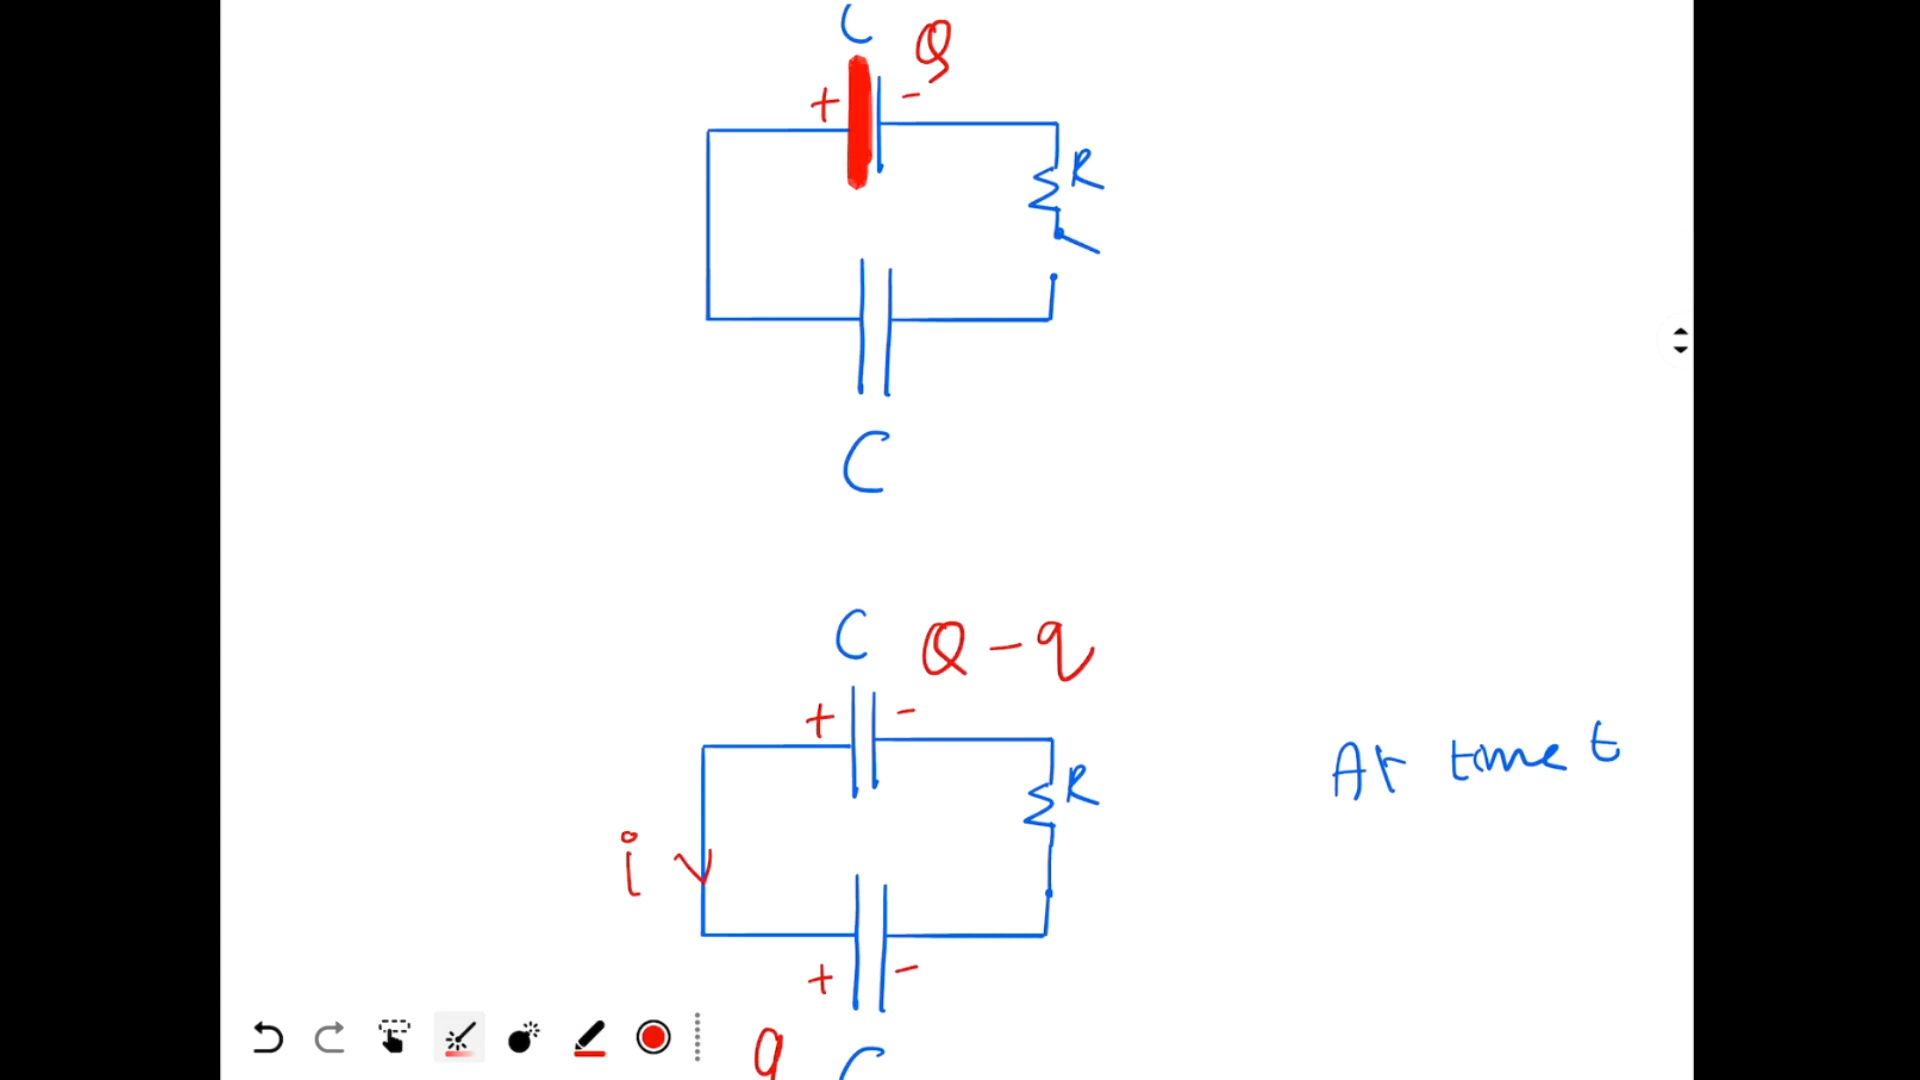 C Q
+ -
R
C
C Q - q
+ -
R
At time t
i
+ -
q C